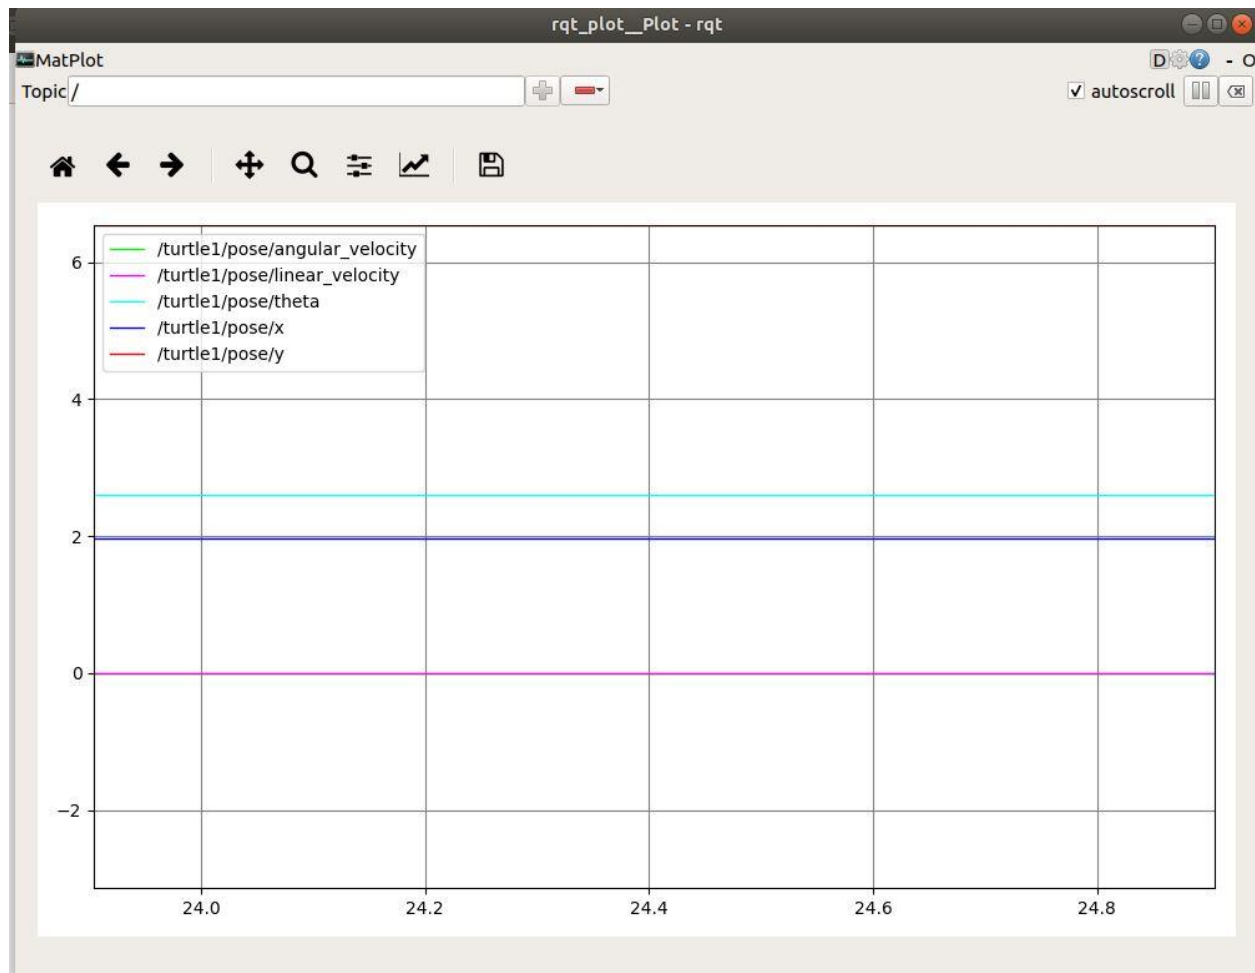 rqt_plot__Plot - rqt
MatPlot
D
? - O
Topic /
autoscroll
/turtle1/pose/angular_velocity
/turtle1/pose/linear_velocity
/turtle1/pose/theta
/turtle1/pose/x
/turtle1/pose/y
6
4
2
0
−2
24.0 24.2 24.4 24.6 24.8